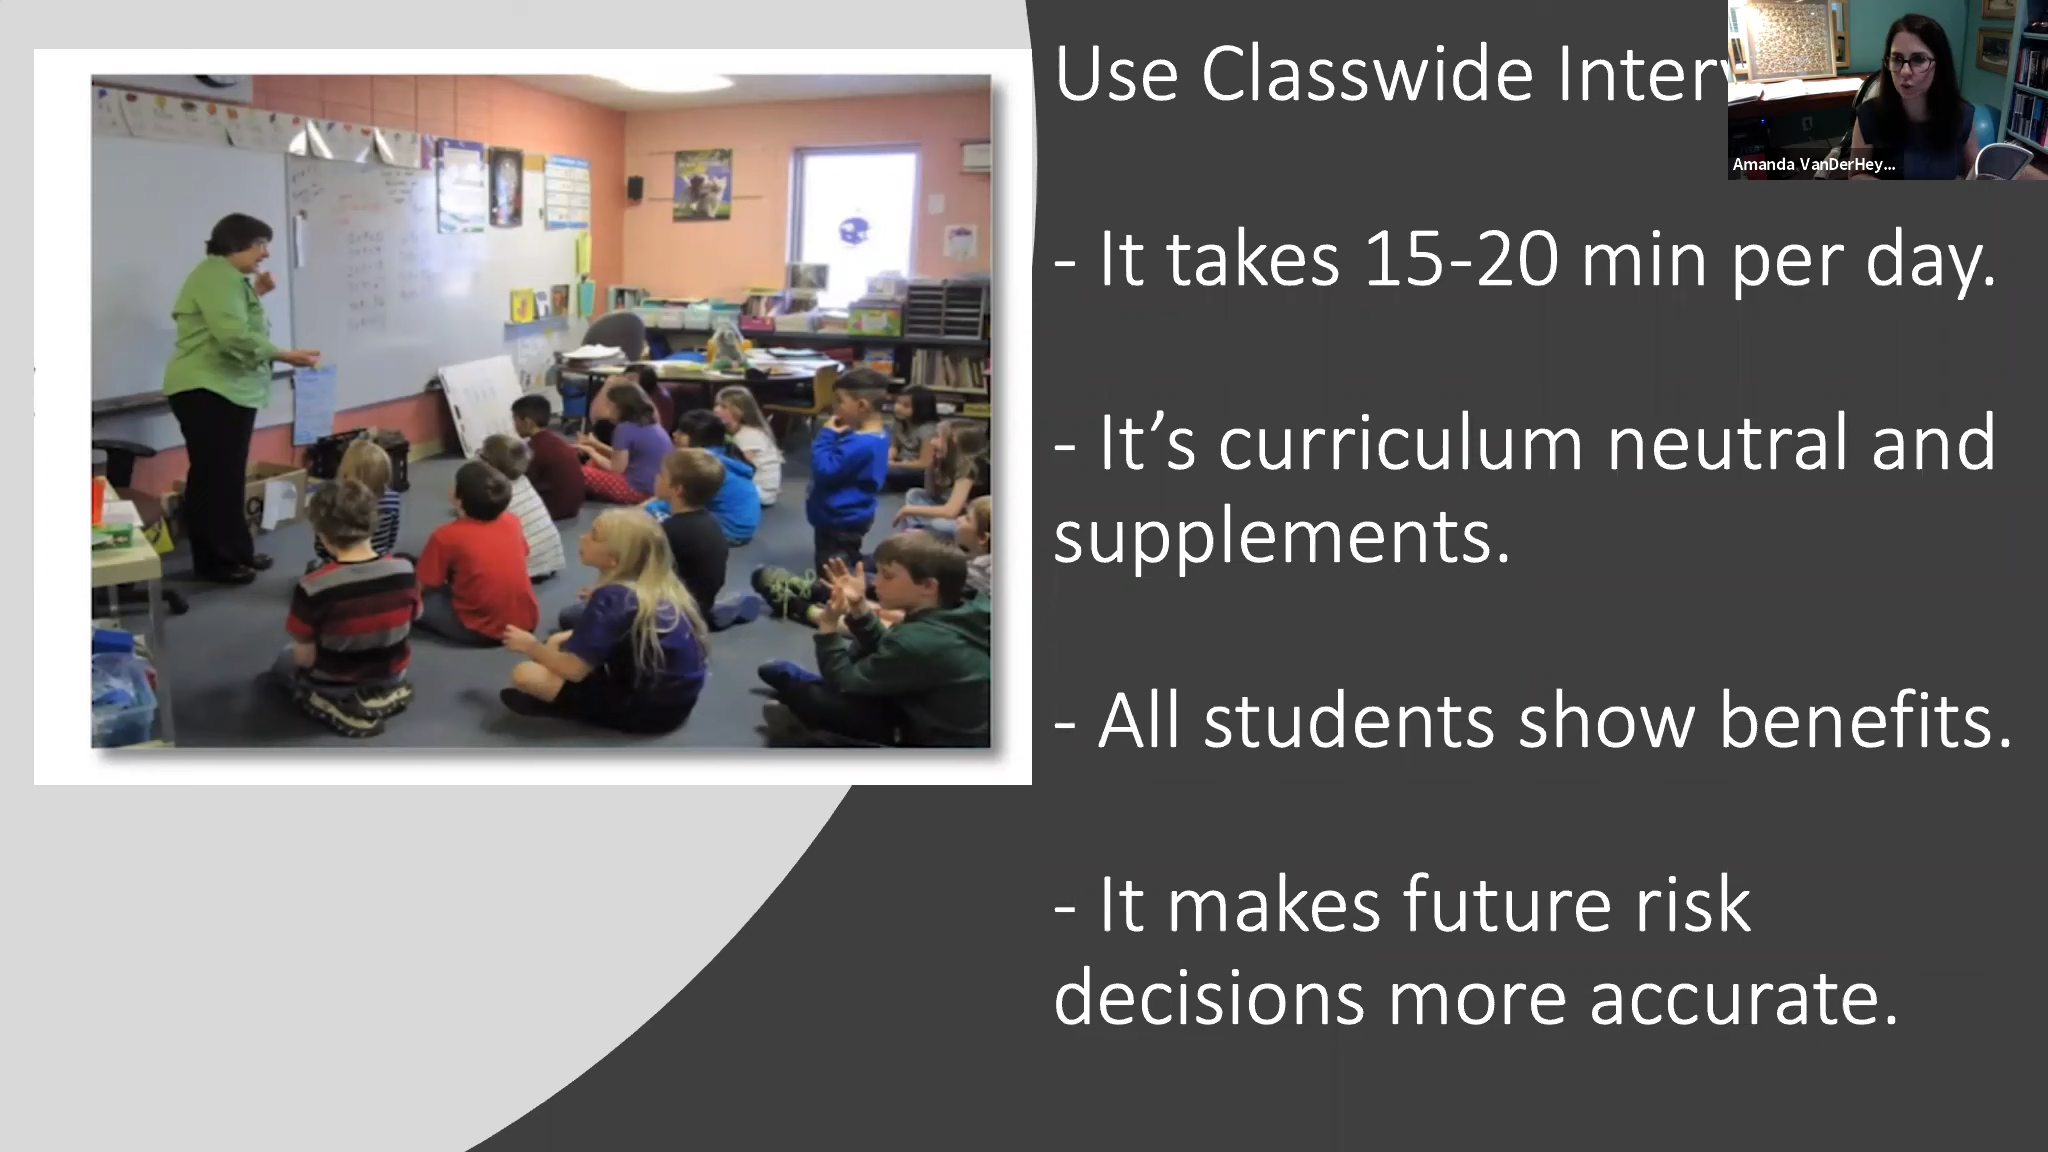 Use Classwide Interv
Amanda VanDerHey...
- It takes 15-20 min per day.
- It’s curriculum neutral and
supplements.
- All students show benefits.
- It makes future risk
decisions more accurate.